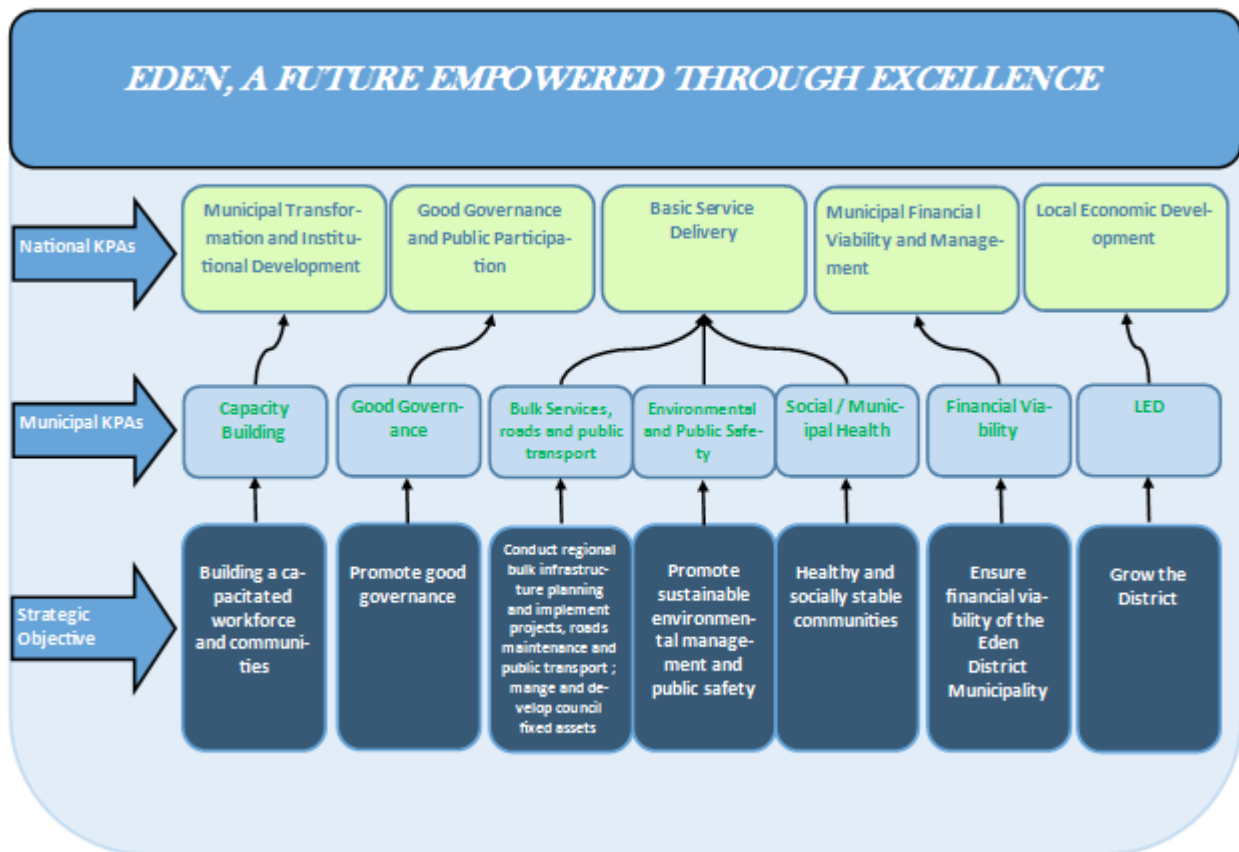 EDEN, A FUTURE EMPOWERED THROUGH EXCELLENCE
National KPAs
Municipal Transfor-
mation and Institu-
tional Development
Good Governance
and Public Participa-
tion
Basic Service
Delivery
Municipal Financial
Viability and Manage-
ment
Local Economic Devel-
opment
Municipal KPAs
Capacity
Building
Good Govern-
ance
Bulk Services,
roads and public
transport
Environmental
and Public Safe-
ty
Social / Munic-
ipal Health
Financial Via-
bility
LED
Strategic
Objective
Building a ca-
pacitated
workforce
and communi-
ties
Promote good
governance
Conduct regional
bulk infrastruc-
ture planning
and implement
projects, roads
maintenance and
public transport ;
mange and de-
velop council
fixed assets
Promote
sustainable
environmen-
tal manage-
ment and
public safety
Healthy and
socially stable
communities
Ensure
financial via-
bility of the
Eden
District
Municipality
Grow the
District